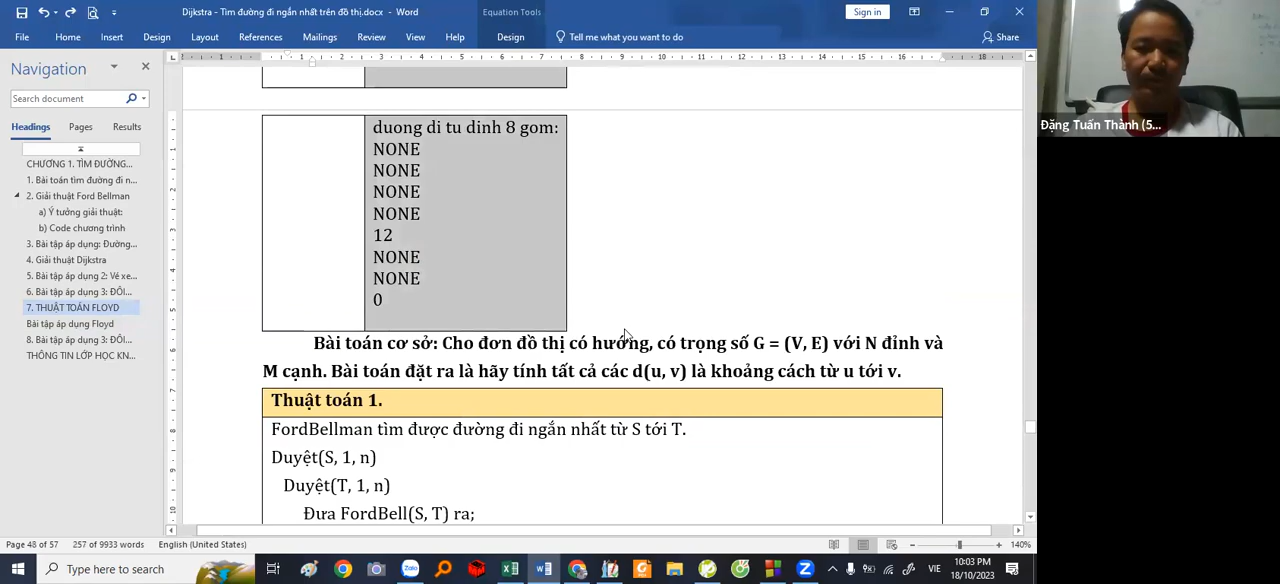 Dijkstra - Tìm đường đi ngắn nhất trên đồ thị.docx - Word
Equation Tools
Sign in
File Home Insert Design Layout References Mailings Review View Help Design Tell me what you want to do Share
Navigation
Search document
Headings Pages Results
CHƯƠNG 1. TÌM ĐƯỜNG...
1. Bài toán tìm đường đi n...
2. Giải thuật Ford Bellman
a) Ý tưởng giải thuật:
b) Code chương trình
3. Bài tập áp dụng: Đường...
4. Giải thuật Dijkstra
5. Bài tập áp dụng 2: Vé xe...
6. Bài tập áp dụng 3: ĐÔI...
7. THUẬT TOÁN FLOYD
Bài tập áp dụng Floyd
8. Bài tập áp dụng 3: ĐÔI...
THÔNG TIN LỚP HỌC KN...
duong di tu dinh 8 gom:
NONE
NONE
NONE
NONE
12
NONE
NONE
0
Bài toán cơ sở: Cho đơn đồ thị có hướng, có trọng số G = (V, E) với N đỉnh và
M cạnh. Bài toán đặt ra là hãy tính tất cả các d(u, v) là khoảng cách từ u tới v.
Thuật toán 1.
FordBellman tìm được đường đi ngắn nhất từ S tới T.
Duyệt(S, 1, n)
Duyệt(T, 1, n)
Đưa FordBell(S, T) ra;
Đặng Tuấn Thành (5...
Page 48 of 57 257 of 9933 words English (United States) 140%
Type here to search
VIE
10:03 PM
18/10/2023